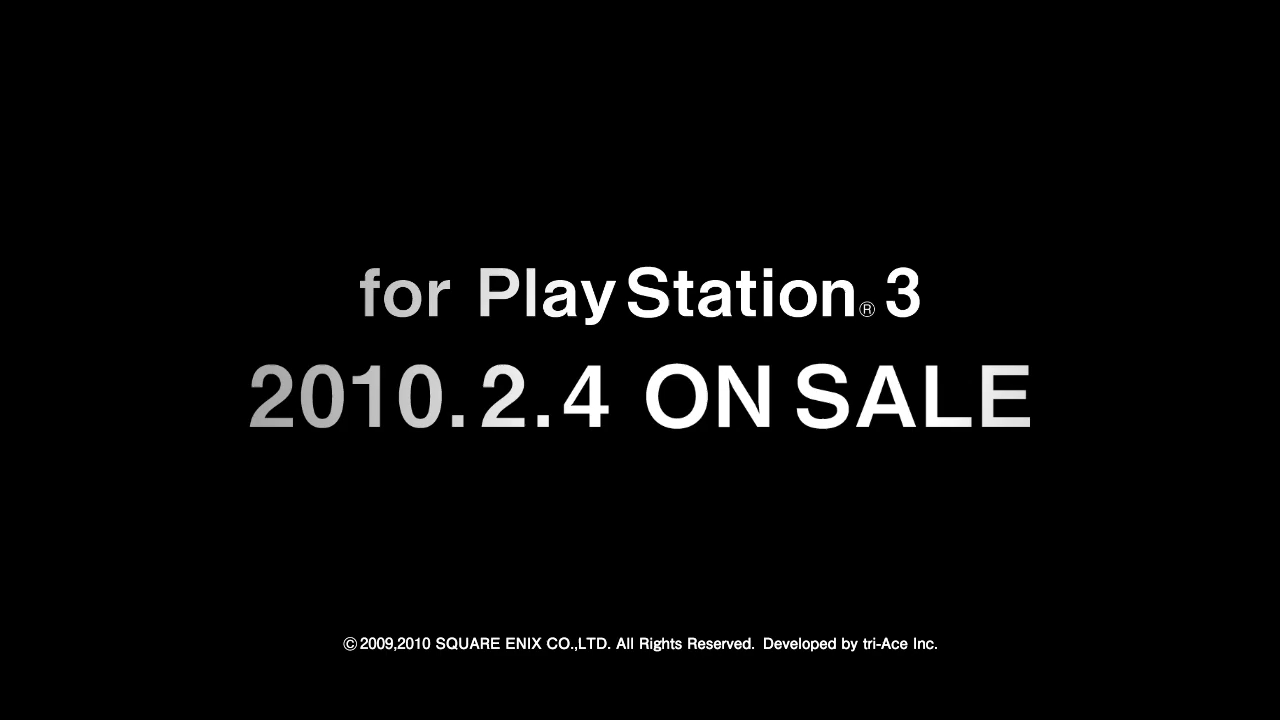 for PlayStation®3
2010.2.4 ON SALE
©2009,2010 SQUARE ENIX CO.,LTD. All Rights Reserved. Developed by tri-Ace Inc.